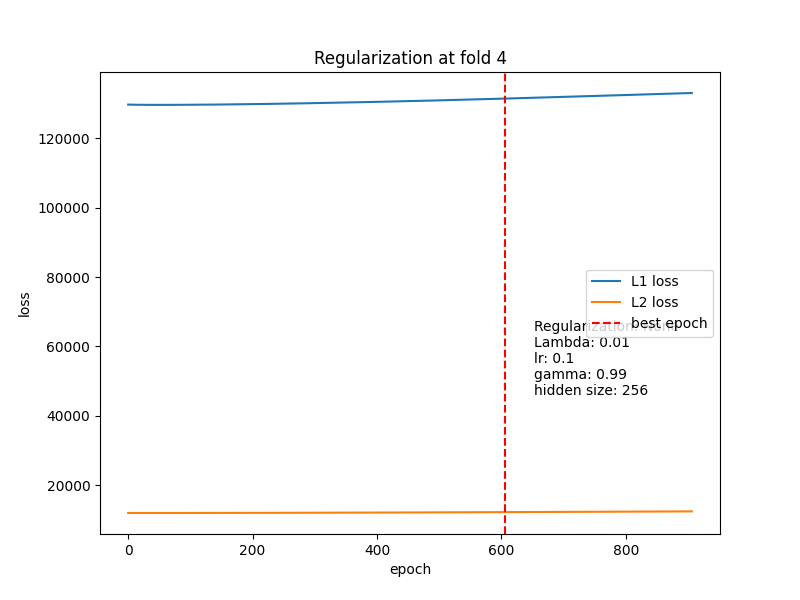 Regularization at fold 4
120000
100000
80000
60000
40000
20000
loss
0
200
400
600
800
epoch
L1 loss
L2 loss
best epoch
Regularization:
Lambda: 0.01
lr: 0.1
gamma: 0.99
hidden size: 256